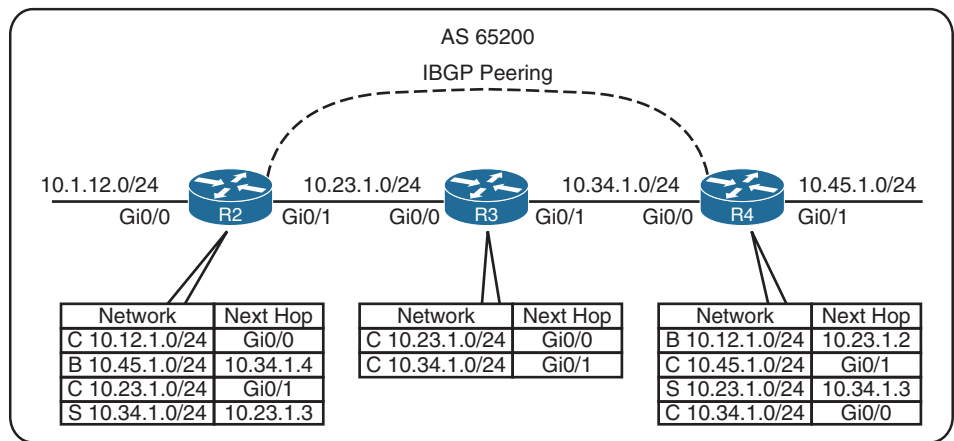 AS 65200
IBGP Peering
10.1.12.0/24 10.23.1.0/24 10.34.1.0/24 10.45.1.0/24
Gi0/0 R2 Gi0/1 Gi0/0 R3 Gi0/1 Gi0/0 R4 Gi0/1
Network Next Hop
C 10.12.1.0/24 Gi0/0
B 10.45.1.0/24 10.34.1.4
C 10.23.1.0/24 Gi0/1
S 10.34.1.0/24 10.23.1.3
Network Next Hop
C 10.23.1.0/24 Gi0/0
C 10.34.1.0/24 Gi0/1
Network Next Hop
B 10.12.1.0/24 10.23.1.2
C 10.45.1.0/24 Gi0/1
S 10.23.1.0/24 10.34.1.3
C 10.34.1.0/24 Gi0/0